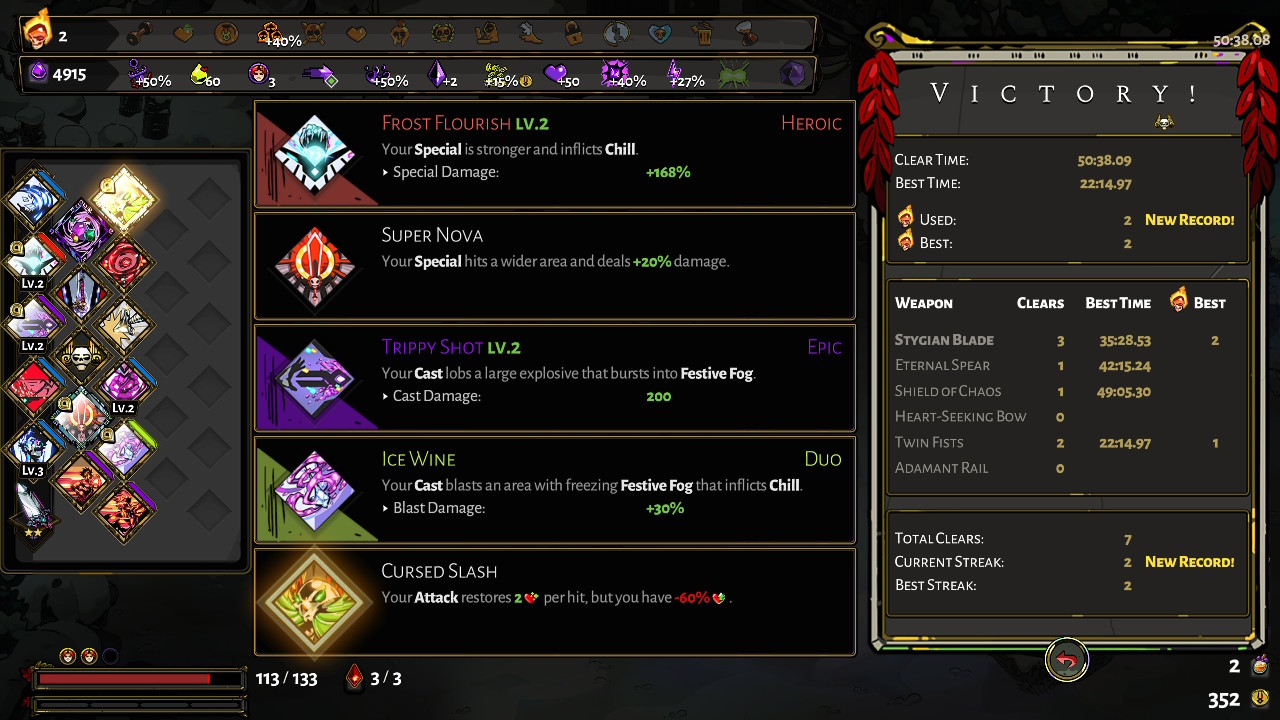 2
+40%
50:38.08
4915
+50%
60
3
+50%
+2
+15%
+50
+40%
+27%
VICTORY!
FROST FLOURISH LV.2
HEROIC
Your Special is stronger and inflicts Chill.
Special Damage: +168%
SUPER NOVA
Your Special hits a wider area and deals +20% damage.
TRIPPY SHOT LV.2
EPIC
Your Cast lobs a large explosive that bursts into Festive Fog.
Cast Damage: 200
ICE WINE
DUO
Your Cast blasts an area with freezing Festive Fog that inflicts Chill.
Blast Damage: +30%
CURSED SLASH
Your Attack restores 2 per hit, but you have -60% .
Lv.2
Lv.2
Lv.2
Lv.3
113 / 133
3 / 3
CLEAR TIME: 50:38.09
BEST TIME: 22:14.97
USED: 2 NEW RECORD!
BEST: 2
WEAPON CLEARS BEST TIME BEST
STYGIAN BLADE 3 35:28.53 2
ETERNAL SPEAR 1 42:15.24
SHIELD OF CHAOS 1 49:05.30
HEART-SEEKING BOW 0
TWIN FISTS 2 22:14.97 1
ADAMANT RAIL 0
TOTAL CLEARS: 7
CURRENT STREAK: 2 NEW RECORD!
BEST STREAK: 2
2
352